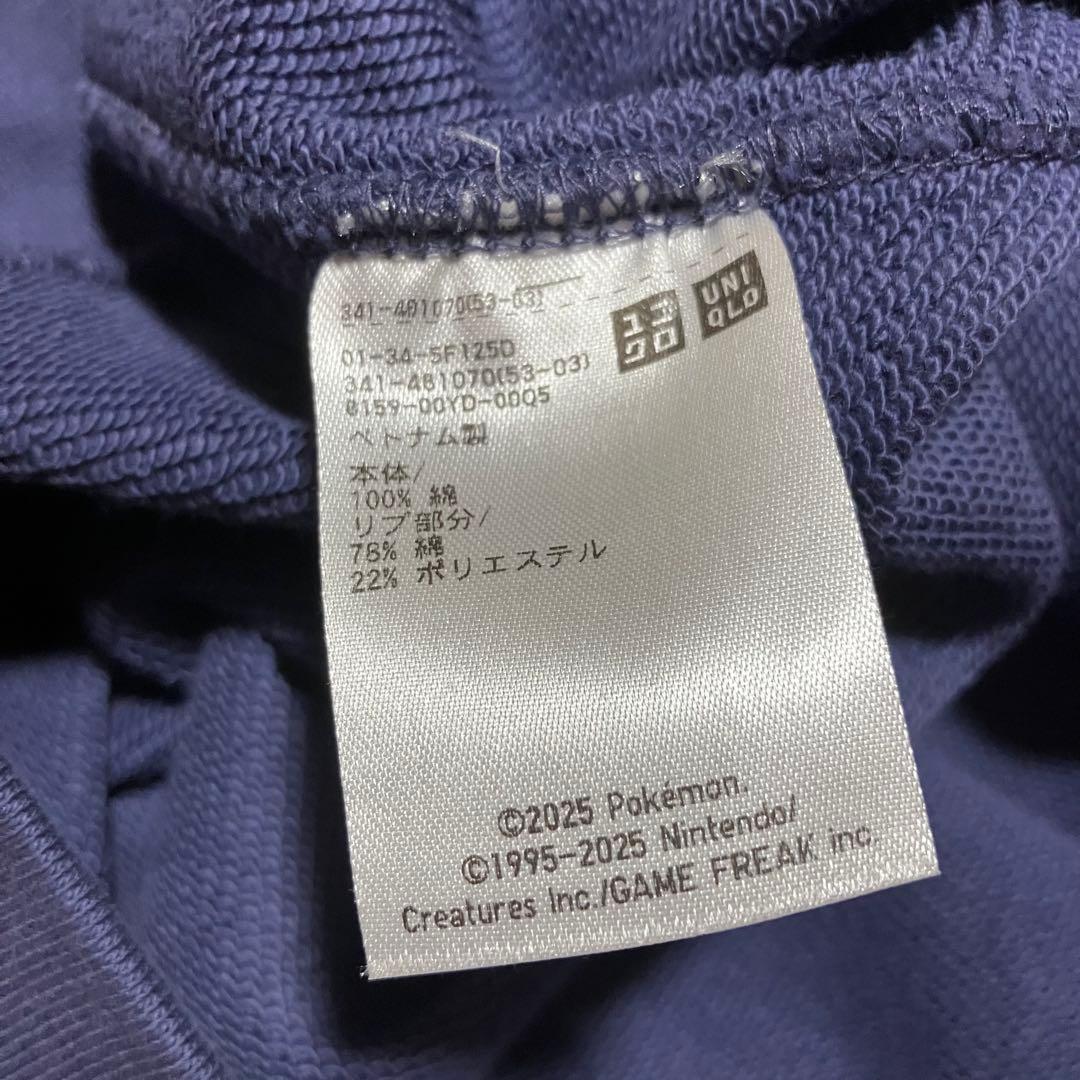 341-481070(53-03)
ユニ
クロ
UNI
QLO
01-34-SF125D
341-481070(53-03)
0159-00YD-00Q5
ベトナム製
本体/
100% 綿
リブ部分/
78% 綿
22% ポリエステル
©2025 Pokémon.
©1995-2025 Nintendo/
Creatures Inc./GAME FREAK inc.